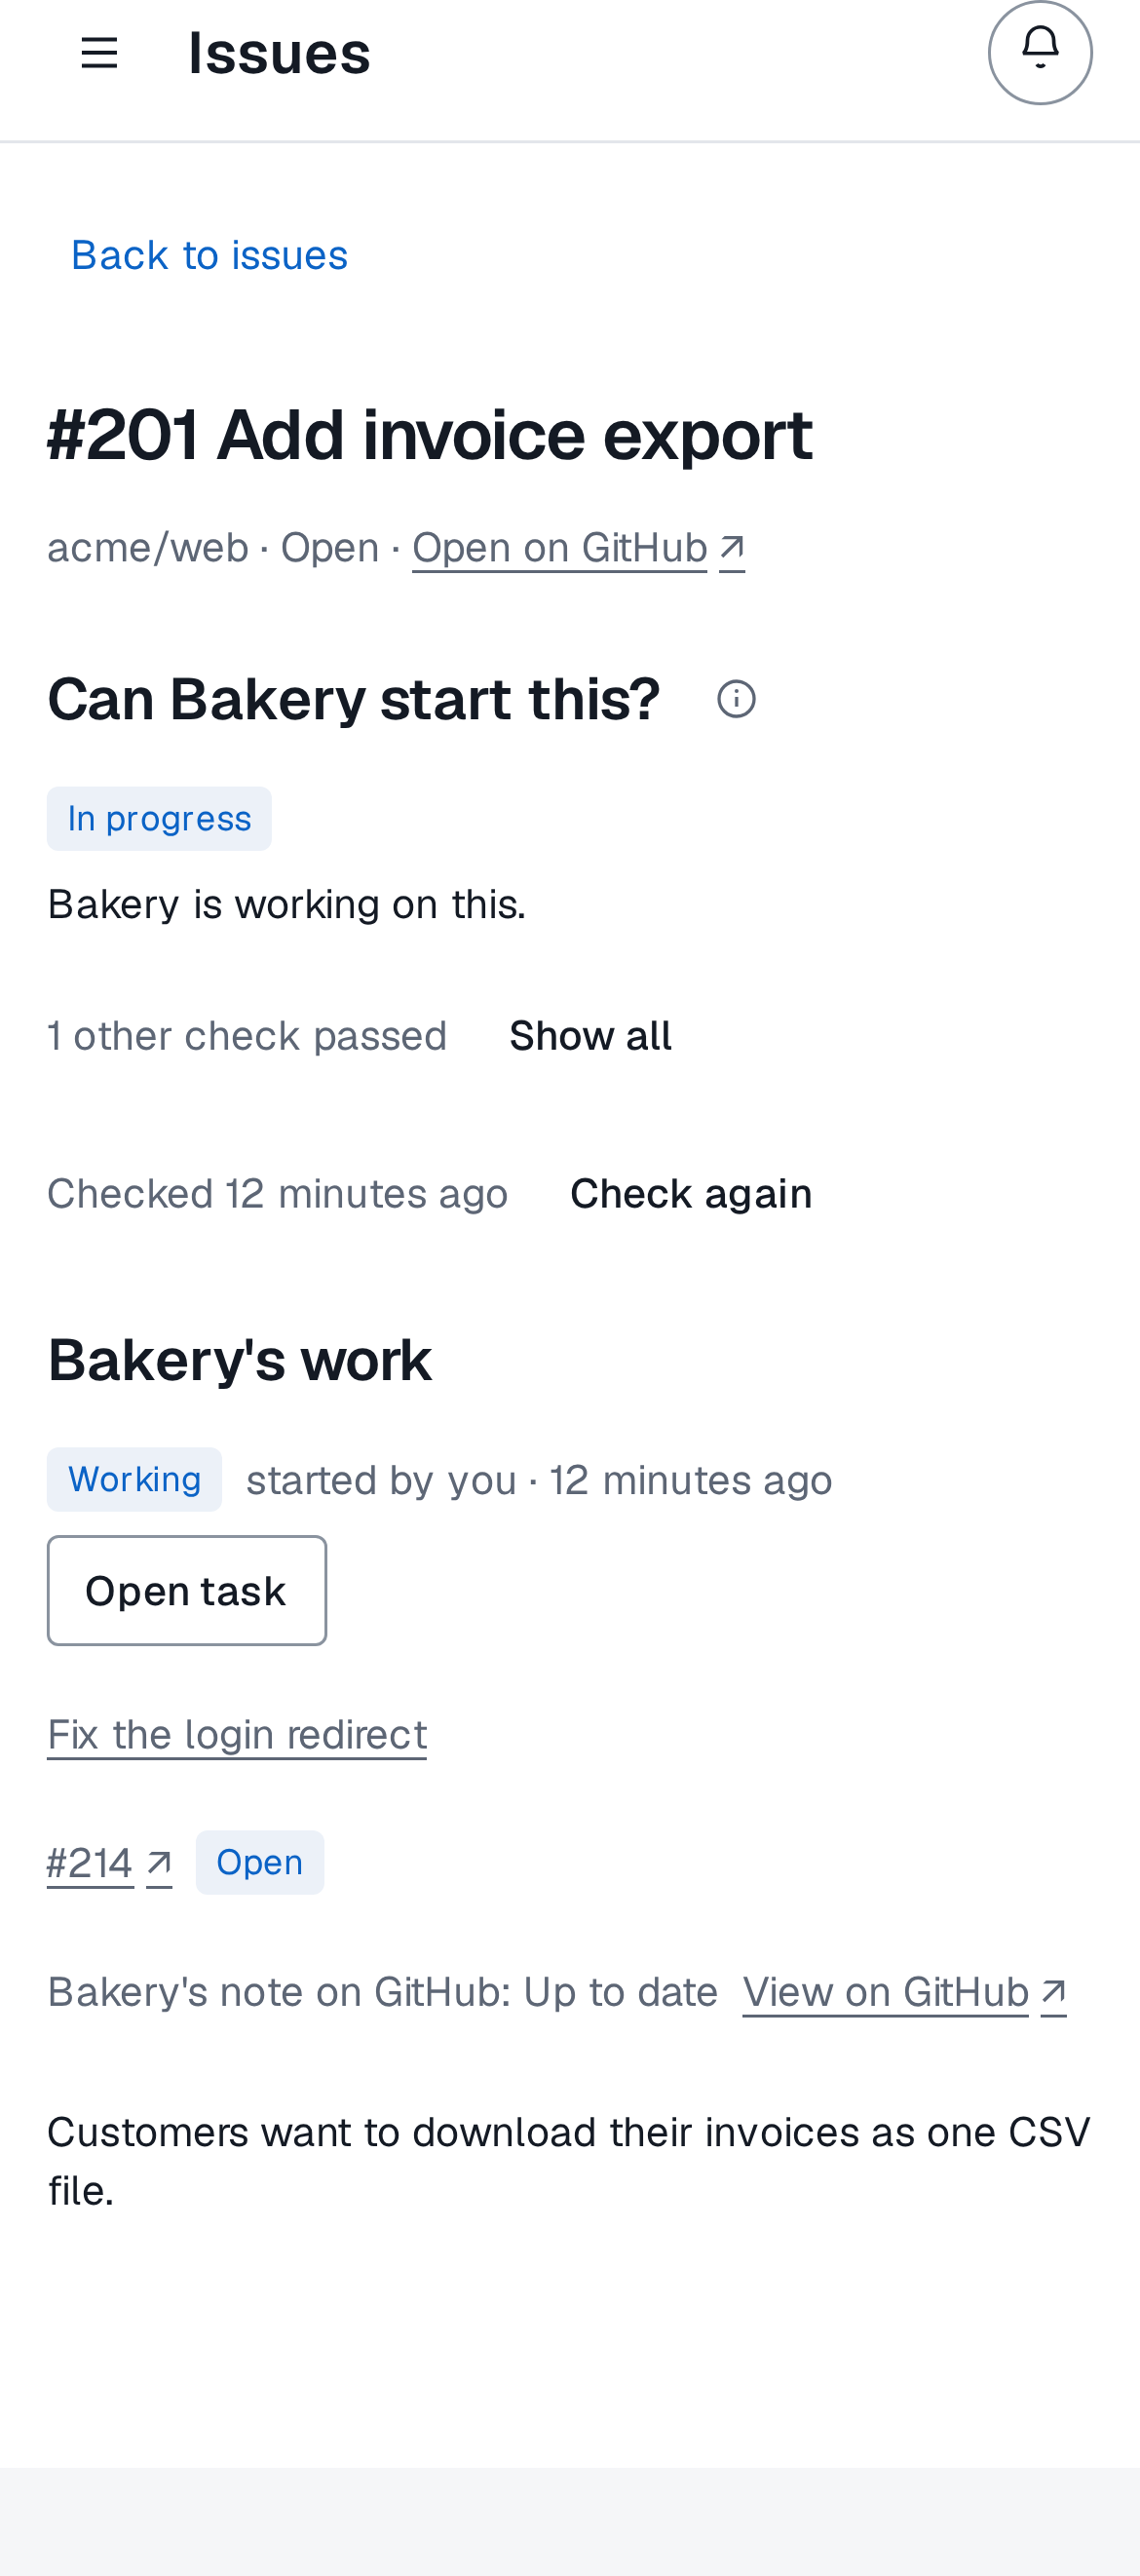 Issues
Back to issues
#201 Add invoice export
acme/web · Open · Open on GitHub ↗
Can Bakery start this?
In progress
Bakery is working on this.
1 other check passed Show all
Checked 12 minutes ago Check again
Bakery's work
Working started by you · 12 minutes ago
Open task
Fix the login redirect
#214 ↗ Open
Bakery's note on GitHub: Up to date View on GitHub ↗
Customers want to download their invoices as one CSV
file.